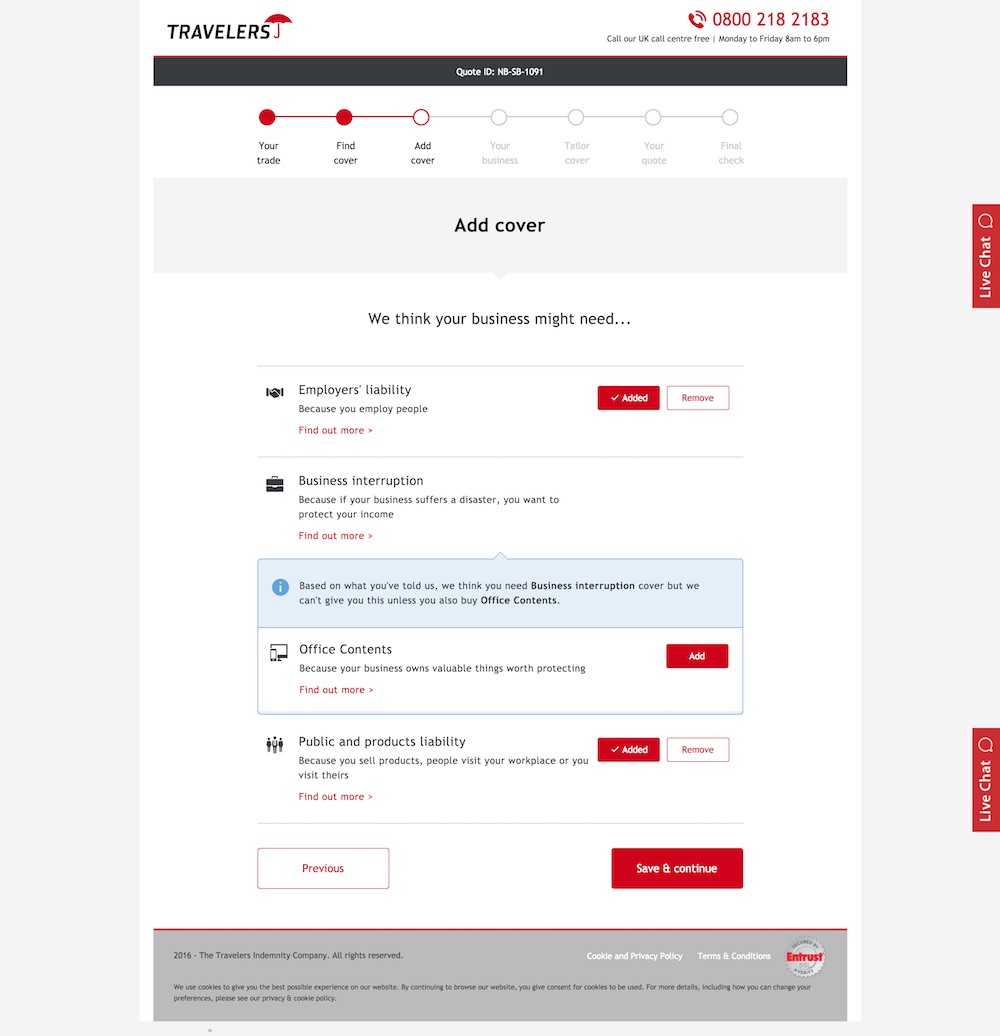 TRAVELERS
0800 218 2183
Call our UK call centre free | Monday to Friday 8am to 6pm
Quote ID: NB-SB-1091
Your trade
Find cover
Add cover
Your business
Tailor cover
Your quote
Final check
Add cover
We think your business might need...
Employers' liability
Because you employ people
Find out more >
✓ Added
Remove
Business interruption
Because if your business suffers a disaster, you want to
protect your income
Find out more >
Based on what you've told us, we think you need Business interruption cover but we
can't give you this unless you also buy Office Contents.
Office Contents
Because your business owns valuable things worth protecting
Find out more >
Add
Public and products liability
Because you sell products, people visit your workplace or you
visit theirs
Find out more >
✓ Added
Remove
Previous
Save & continue
2016 - The Travelers Indemnity Company. All rights reserved.
Cookie and Privacy Policy
Terms & Conditions
SECURED BY
Entrust
SSL
We use cookies to give you the best possible experience on our website. By continuing to browse our website, you give consent for cookies to be used. For more details, including how you can change your
preferences, please see our privacy & cookie policy.
Live Chat
Live Chat